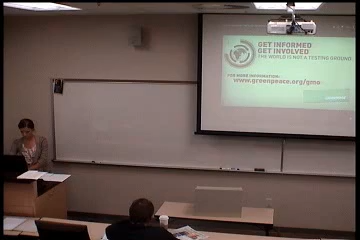 GET INFORMED
GET INVOLVED
THE WORLD IS NOT A TESTING GROUND
FOR MORE INFORMATION:
www.greenpeace.org/gmo